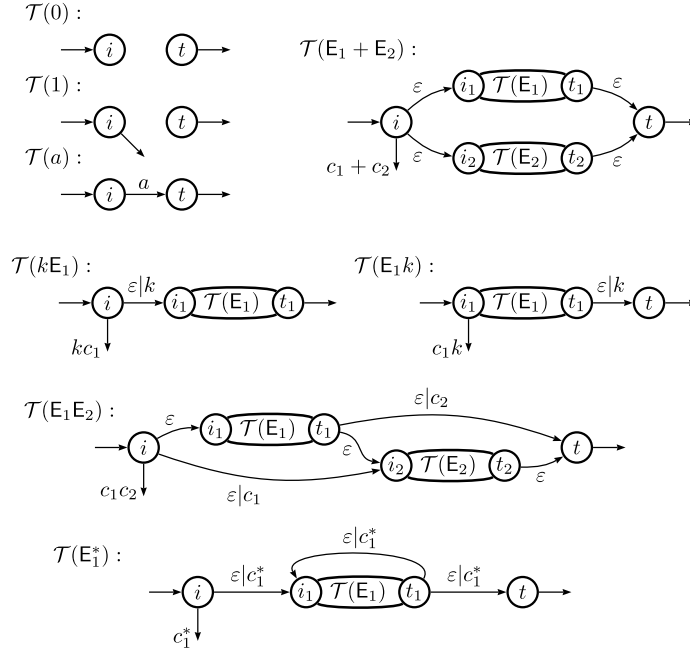 𝒯(0) :
i t
𝒯(1) :
i t
𝒯(a) :
i a t
𝒯(E₁ + E₂) :
ε i₁ 𝒯(E₁) t₁ ε
i t
ε i₂ 𝒯(E₂) t₂ ε
c₁ + c₂
𝒯(kE₁) :
i ε|k i₁ 𝒯(E₁) t₁
kc₁
𝒯(E₁k) :
i₁ 𝒯(E₁) t₁ ε|k t
c₁k
𝒯(E₁E₂) :
ε i₁ 𝒯(E₁) t₁ ε|c₂
i ε t
ε|c₁ i₂ 𝒯(E₂) t₂ ε
c₁c₂
𝒯(E₁*) :
ε|c₁*
i ε|c₁* i₁ 𝒯(E₁) t₁ ε|c₁* t
c₁*